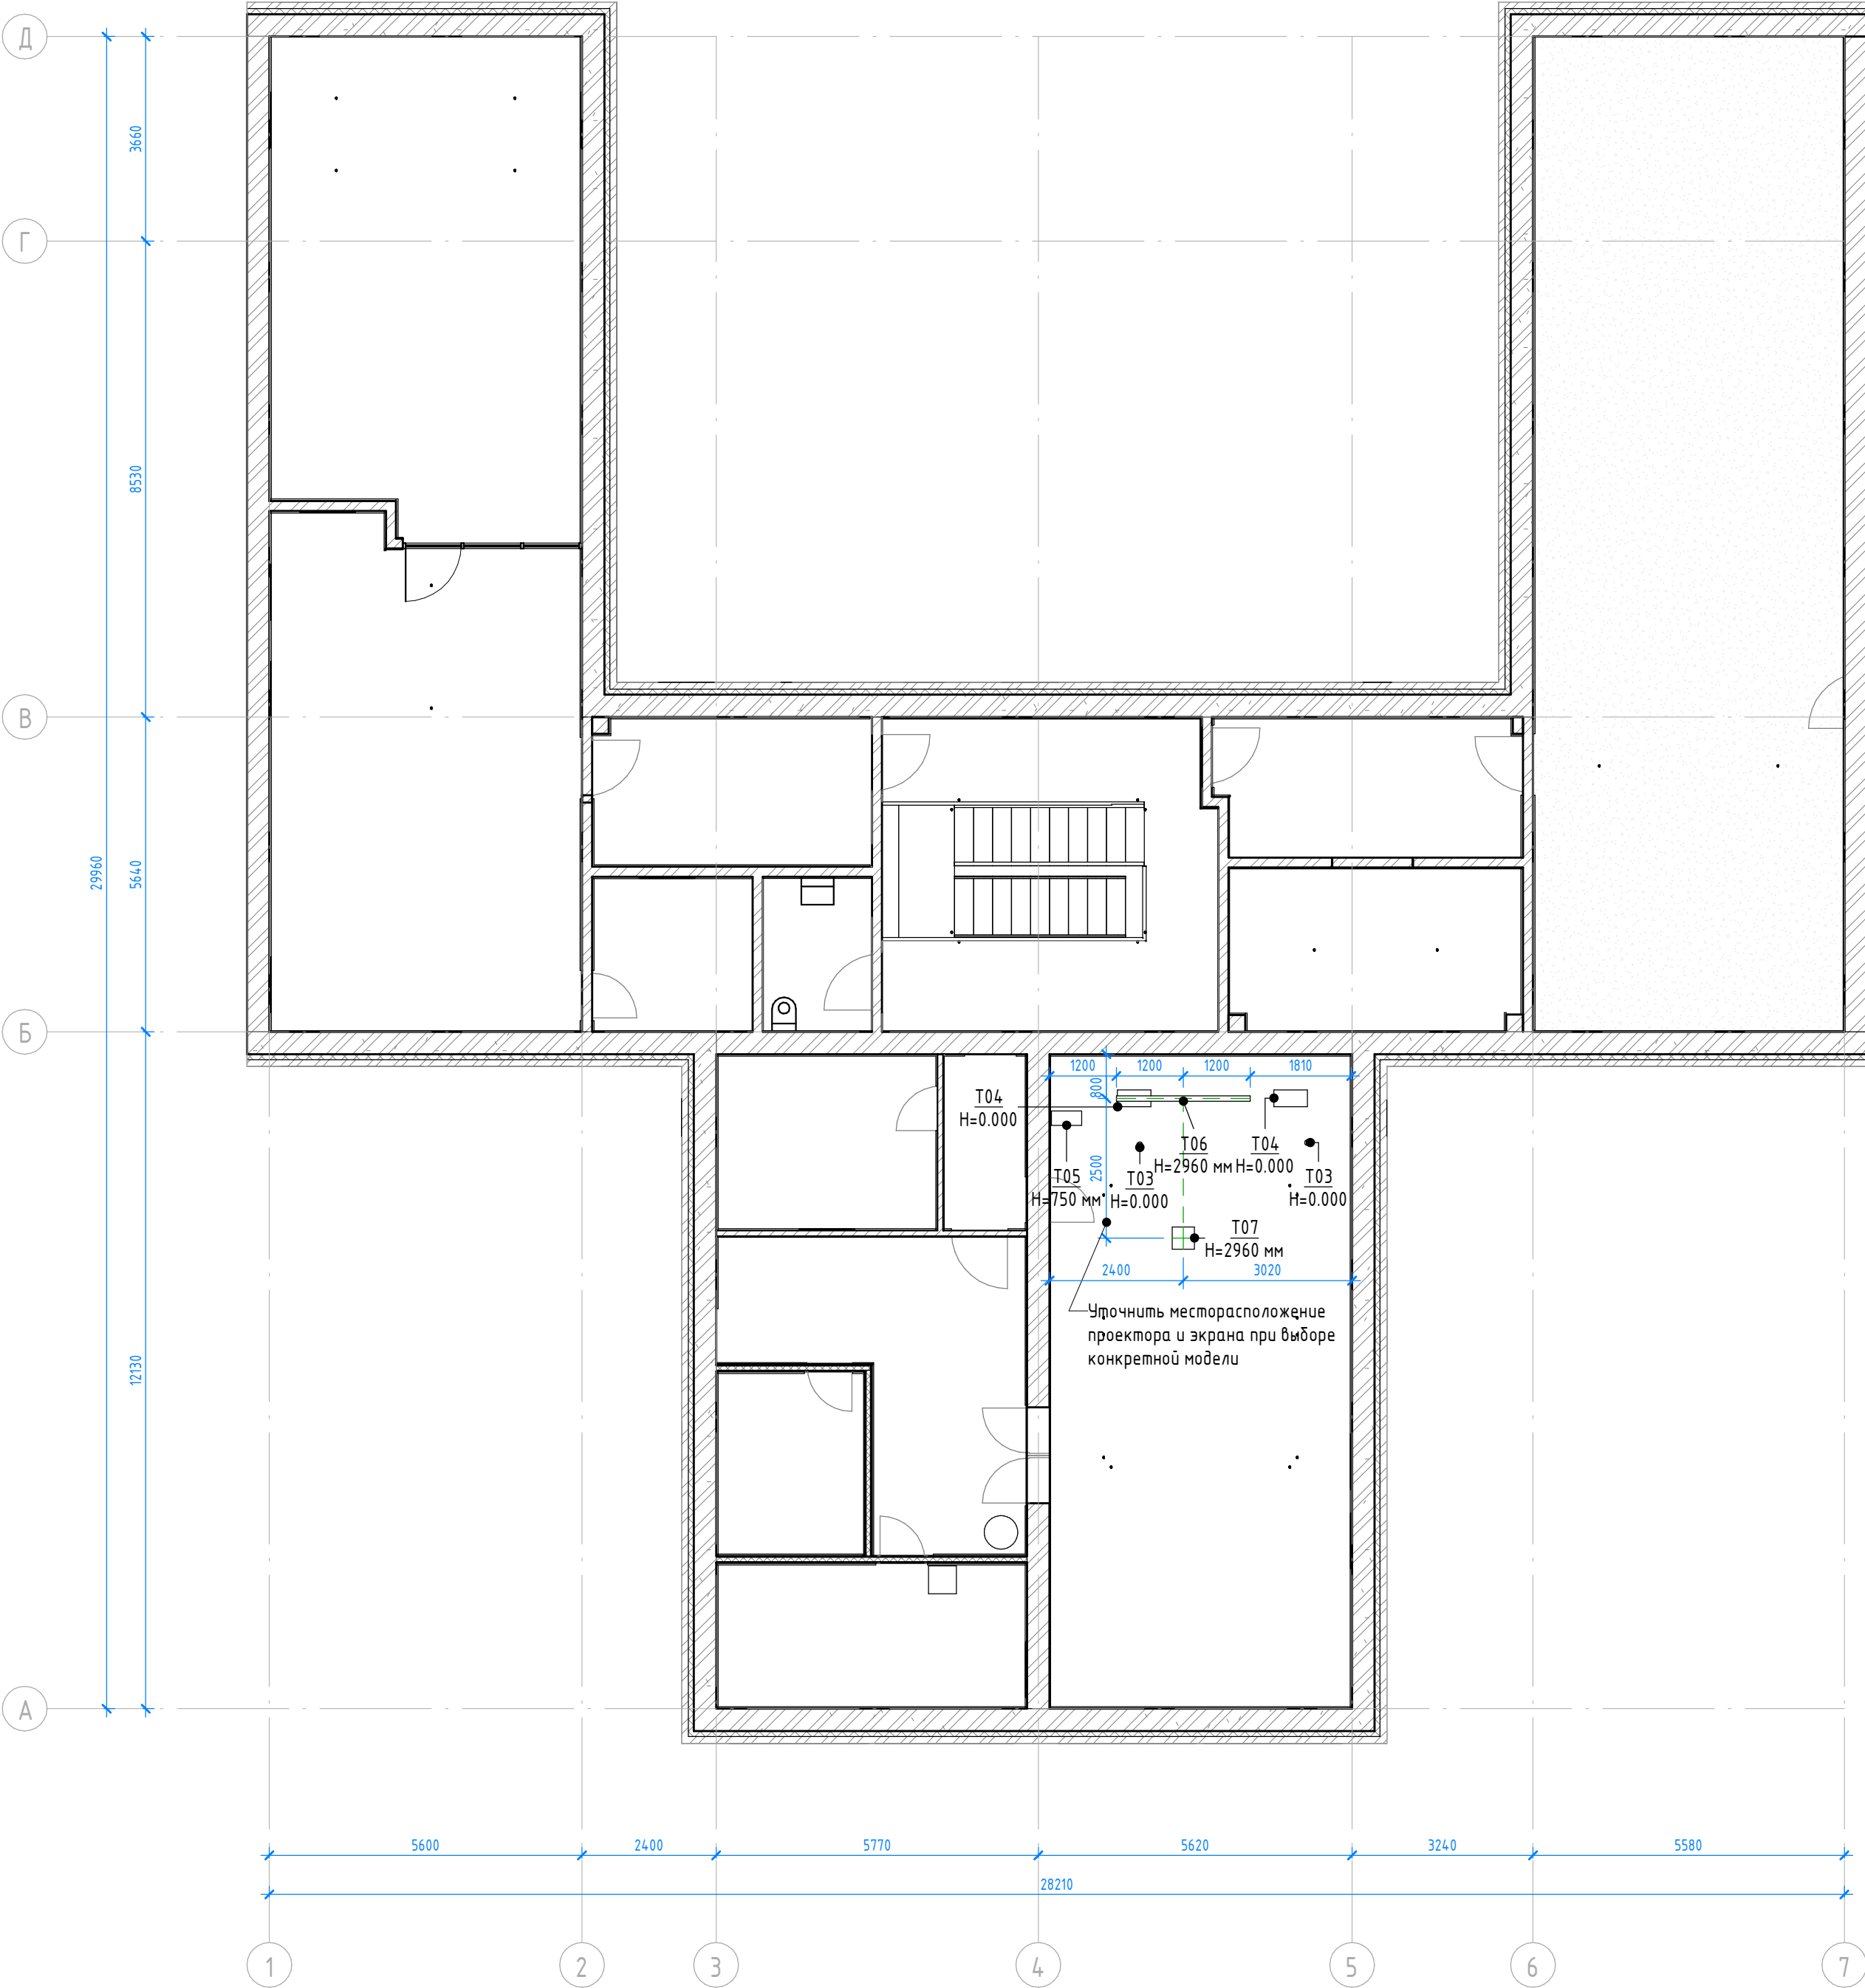 Д
3660
Г
8530
В
29960
5640
Б
1200
1200
1200
1810
800
Т04
H=0.000
Т06
H=2960 мм
Т04
H=0.000
2500
Т05
H=750 мм
Т03
H=0.000
Т03
H=0.000
Т07
H=2960 мм
2400
3020
Уточнить месторасположение
проектора и экрана при выборе
конкретной модели
12130
А
5600
2400
5770
5620
3240
5580
28210
1
2
3
4
5
6
7